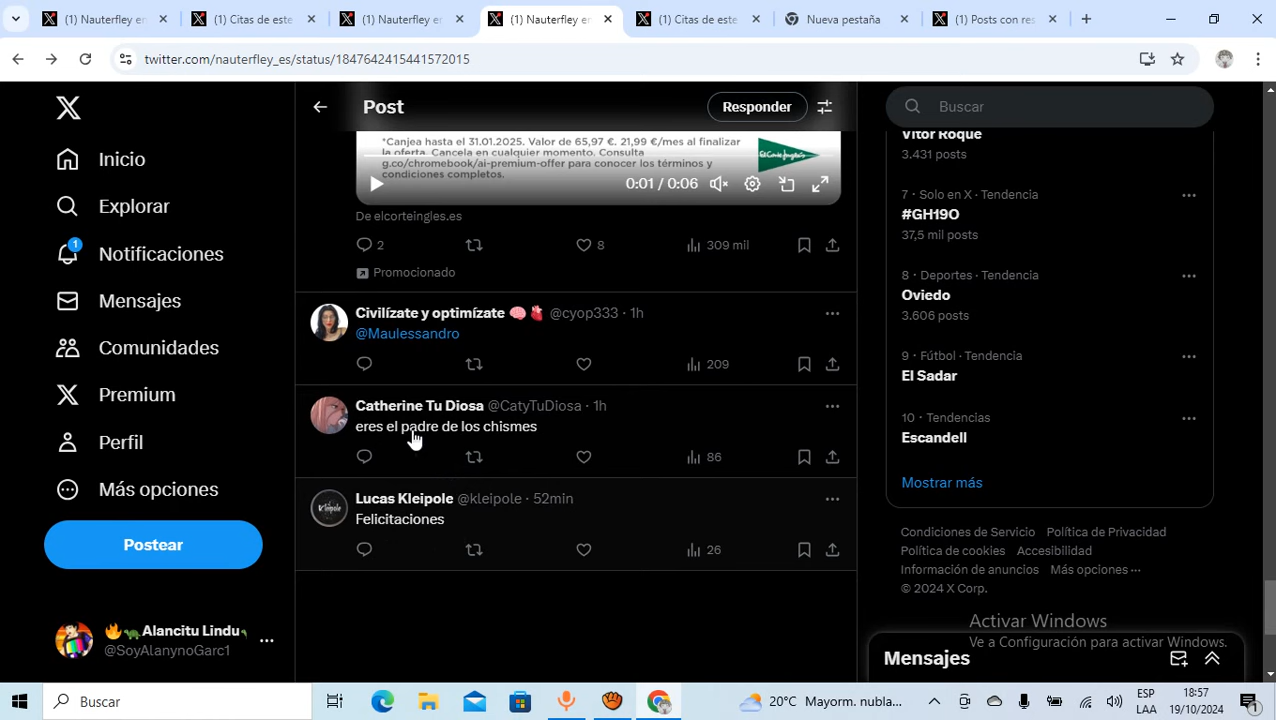 (1) Nauterfley en
(1) Citas de este
(1) Nauterfley en
(1) Nauterfley en
(1) Citas de este
Nueva pestaña
(1) Posts con res
twitter.com/nauterfley_es/status/1847642415441572015
Inicio
Explorar
1
Notificaciones
Mensajes
Comunidades
Premium
Perfil
Más opciones
Postear
🔥🐢Alancitu Lindu
@SoyAlanynoGarc1
Post
Responder
*Canjea hasta el 31.01.2025. Valor de 65,97 €. 21,99 €/mes al finalizar
la oferta. Cancela en cualquier momento. Consulta
g.co/chromebook/ai-premium-offer para conocer los términos y
condiciones completos.
El Corte Inglés
0:01 / 0:06
De elcorteingles.es
2 8 309 mil
Promocionado
Civilízate y optimízate 🧠🫀 @cyop333 · 1h
@Maulessandro
209
Catherine Tu Diosa @CatyTuDiosa · 1h
eres el padre de los chismes
86
Lucas Kleipole @kleipole · 52min
Felicitaciones
26
Buscar
Vitor Roque
3.431 posts
7 · Solo en X · Tendencia
#GH19O
37,5 mil posts
8 · Deportes · Tendencia
Oviedo
3.606 posts
9 · Fútbol · Tendencia
El Sadar
10 · Tendencias
Escandell
Mostrar más
Condiciones de Servicio Política de Privacidad
Política de cookies Accesibilidad
Información de anuncios Más opciones ···
© 2024 X Corp.
Activar Windows
Ve a Configuración para activar Windows.
Mensajes
Buscar
20°C Mayorm. nubla...
ESP
LAA
18:57
19/10/2024
1